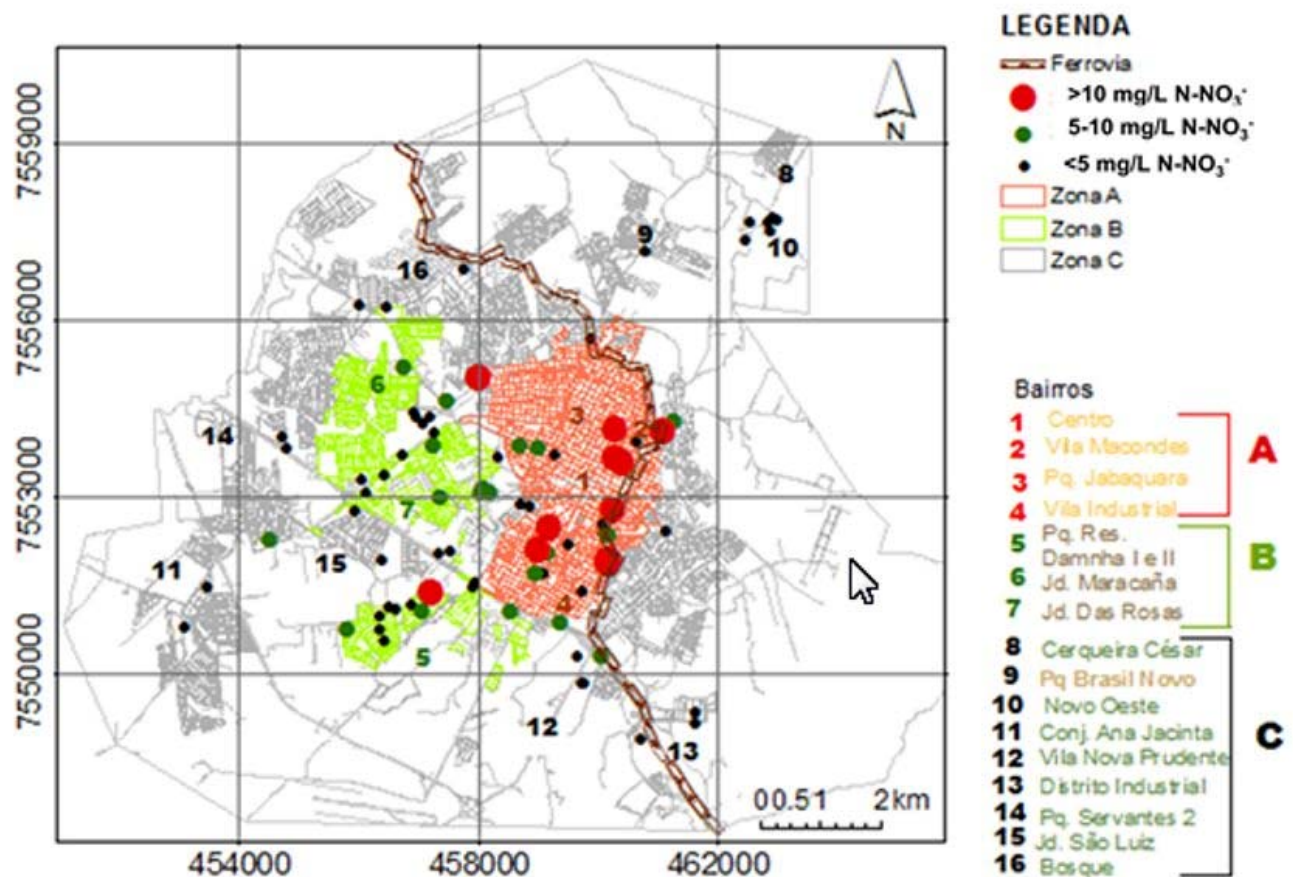 LEGENDA
Ferrovia
>10 mg/L N-NO₃⁻
5-10 mg/L N-NO₃⁻
<5 mg/L N-NO₃⁻
Zona A
Zona B
Zona C
N
7559000
7556000
7553000
7550000
454000
458000
462000
00.51 2km
8
9
10
16
6
3
2
14
1
7
15
11
4
5
12
13
Bairros
1 Centro
2 Vila Macondes
3 Pq. Jabaquara
4 Vila Industrial
A
5 Pq. Res.
Damnha I e II
6 Jd. Maracaña
7 Jd. Das Rosas
B
8 Cerqueira César
9 Pq Brasil Novo
10 Novo Oeste
11 Conj. Ana Jacinta
12 Vila Nova Prudente
13 Distrito Industrial
14 Pq. Servantes 2
15 Jd. São Luiz
16 Bosque
C